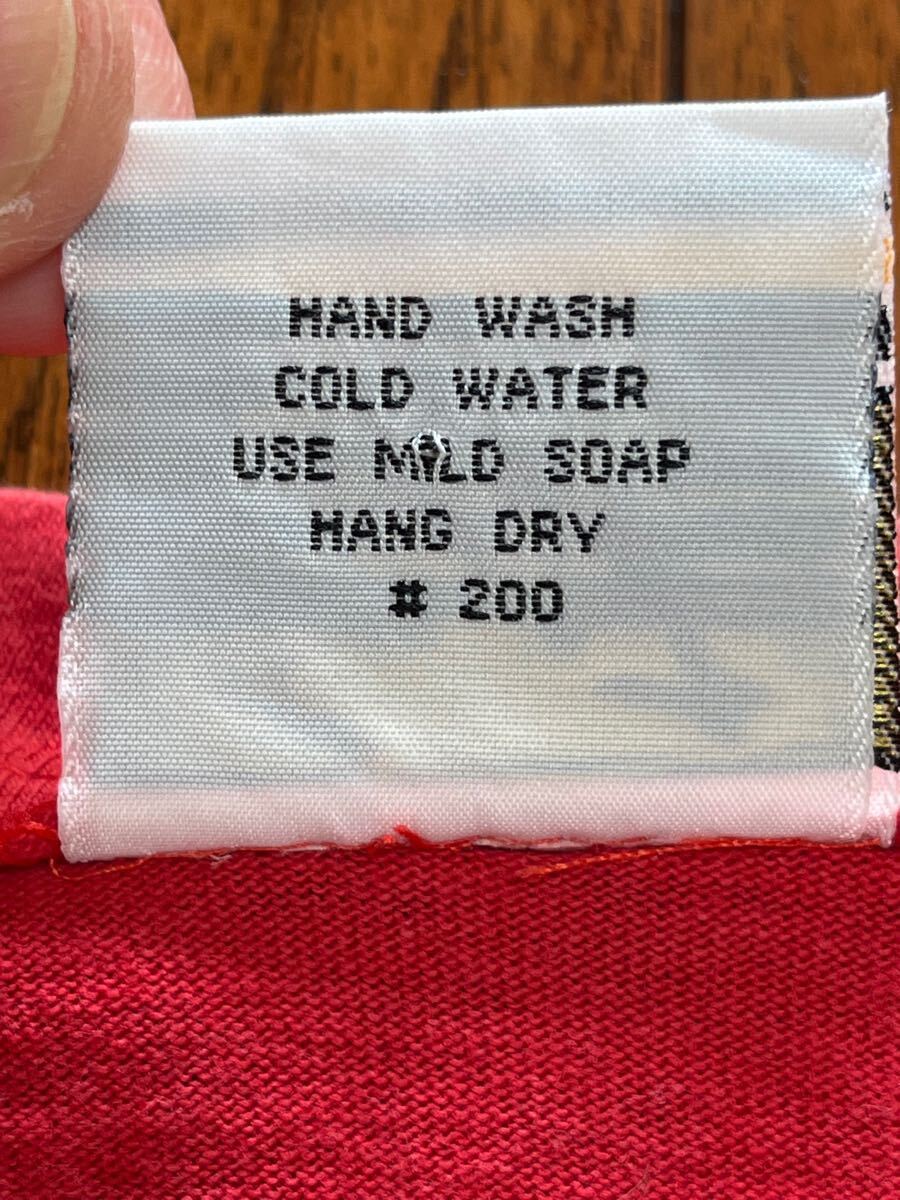 HAND WASH
COLD WATER
USE MILD SOAP
HANG DRY
# 200